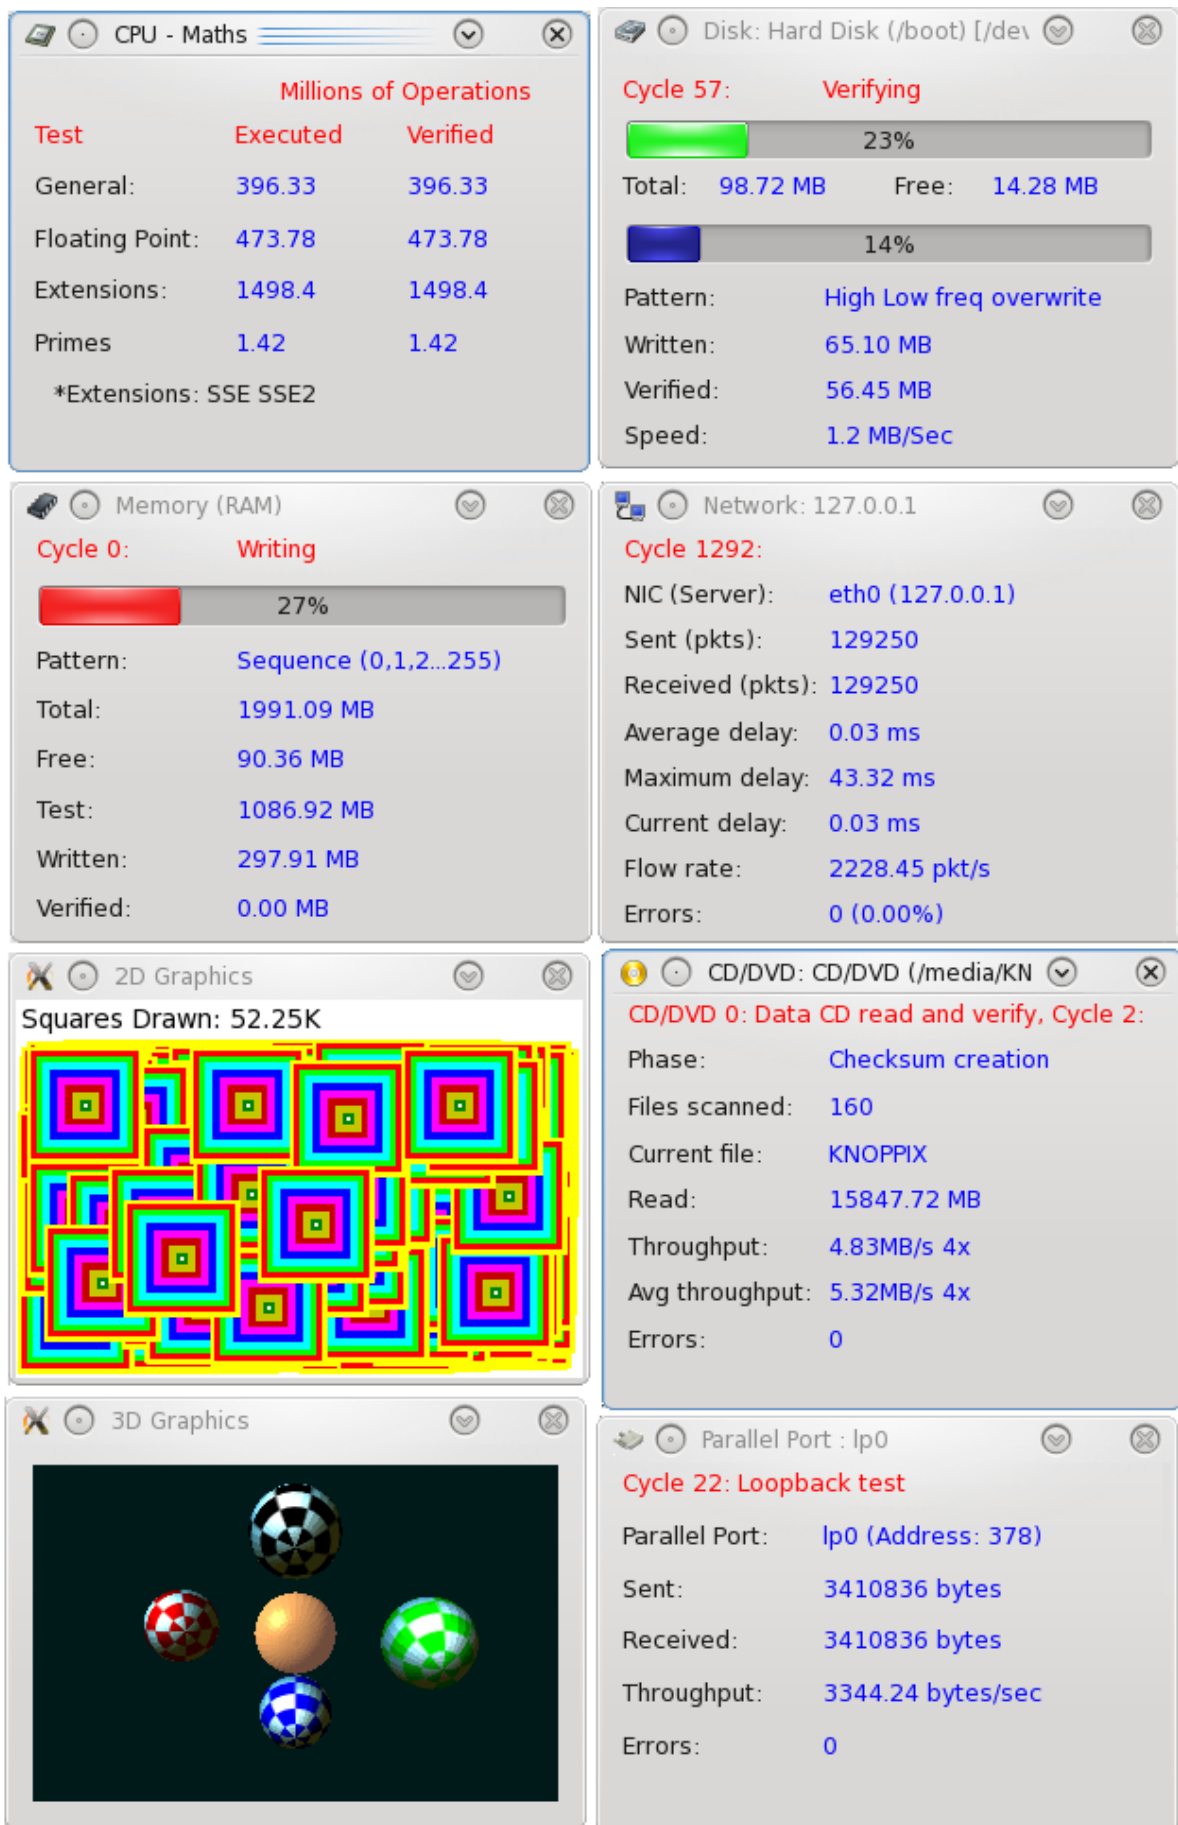 CPU - Maths
Millions of Operations
Test Executed Verified
General: 396.33 396.33
Floating Point: 473.78 473.78
Extensions: 1498.4 1498.4
Primes 1.42 1.42
*Extensions: SSE SSE2
Disk: Hard Disk (/boot) [/dev
Cycle 57: Verifying
23%
Total: 98.72 MB Free: 14.28 MB
14%
Pattern: High Low freq overwrite
Written: 65.10 MB
Verified: 56.45 MB
Speed: 1.2 MB/Sec
Memory (RAM)
Cycle 0: Writing
27%
Pattern: Sequence (0,1,2...255)
Total: 1991.09 MB
Free: 90.36 MB
Test: 1086.92 MB
Written: 297.91 MB
Verified: 0.00 MB
Network: 127.0.0.1
Cycle 1292:
NIC (Server): eth0 (127.0.0.1)
Sent (pkts): 129250
Received (pkts): 129250
Average delay: 0.03 ms
Maximum delay: 43.32 ms
Current delay: 0.03 ms
Flow rate: 2228.45 pkt/s
Errors: 0 (0.00%)
2D Graphics
Squares Drawn: 52.25K
CD/DVD: CD/DVD (/media/KN
CD/DVD 0: Data CD read and verify, Cycle 2:
Phase: Checksum creation
Files scanned: 160
Current file: KNOPPIX
Read: 15847.72 MB
Throughput: 4.83MB/s 4x
Avg throughput: 5.32MB/s 4x
Errors: 0
3D Graphics
Parallel Port : lp0
Cycle 22: Loopback test
Parallel Port: lp0 (Address: 378)
Sent: 3410836 bytes
Received: 3410836 bytes
Throughput: 3344.24 bytes/sec
Errors: 0